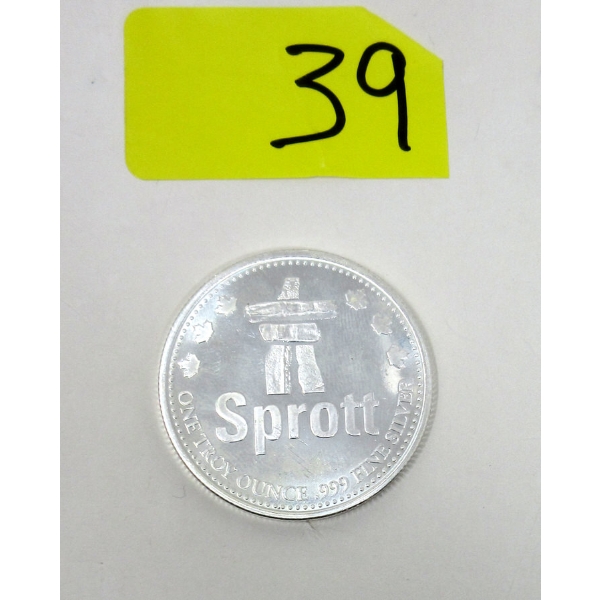 39
Sprott
ONE TROY OUNCE .999 FINE SILVER